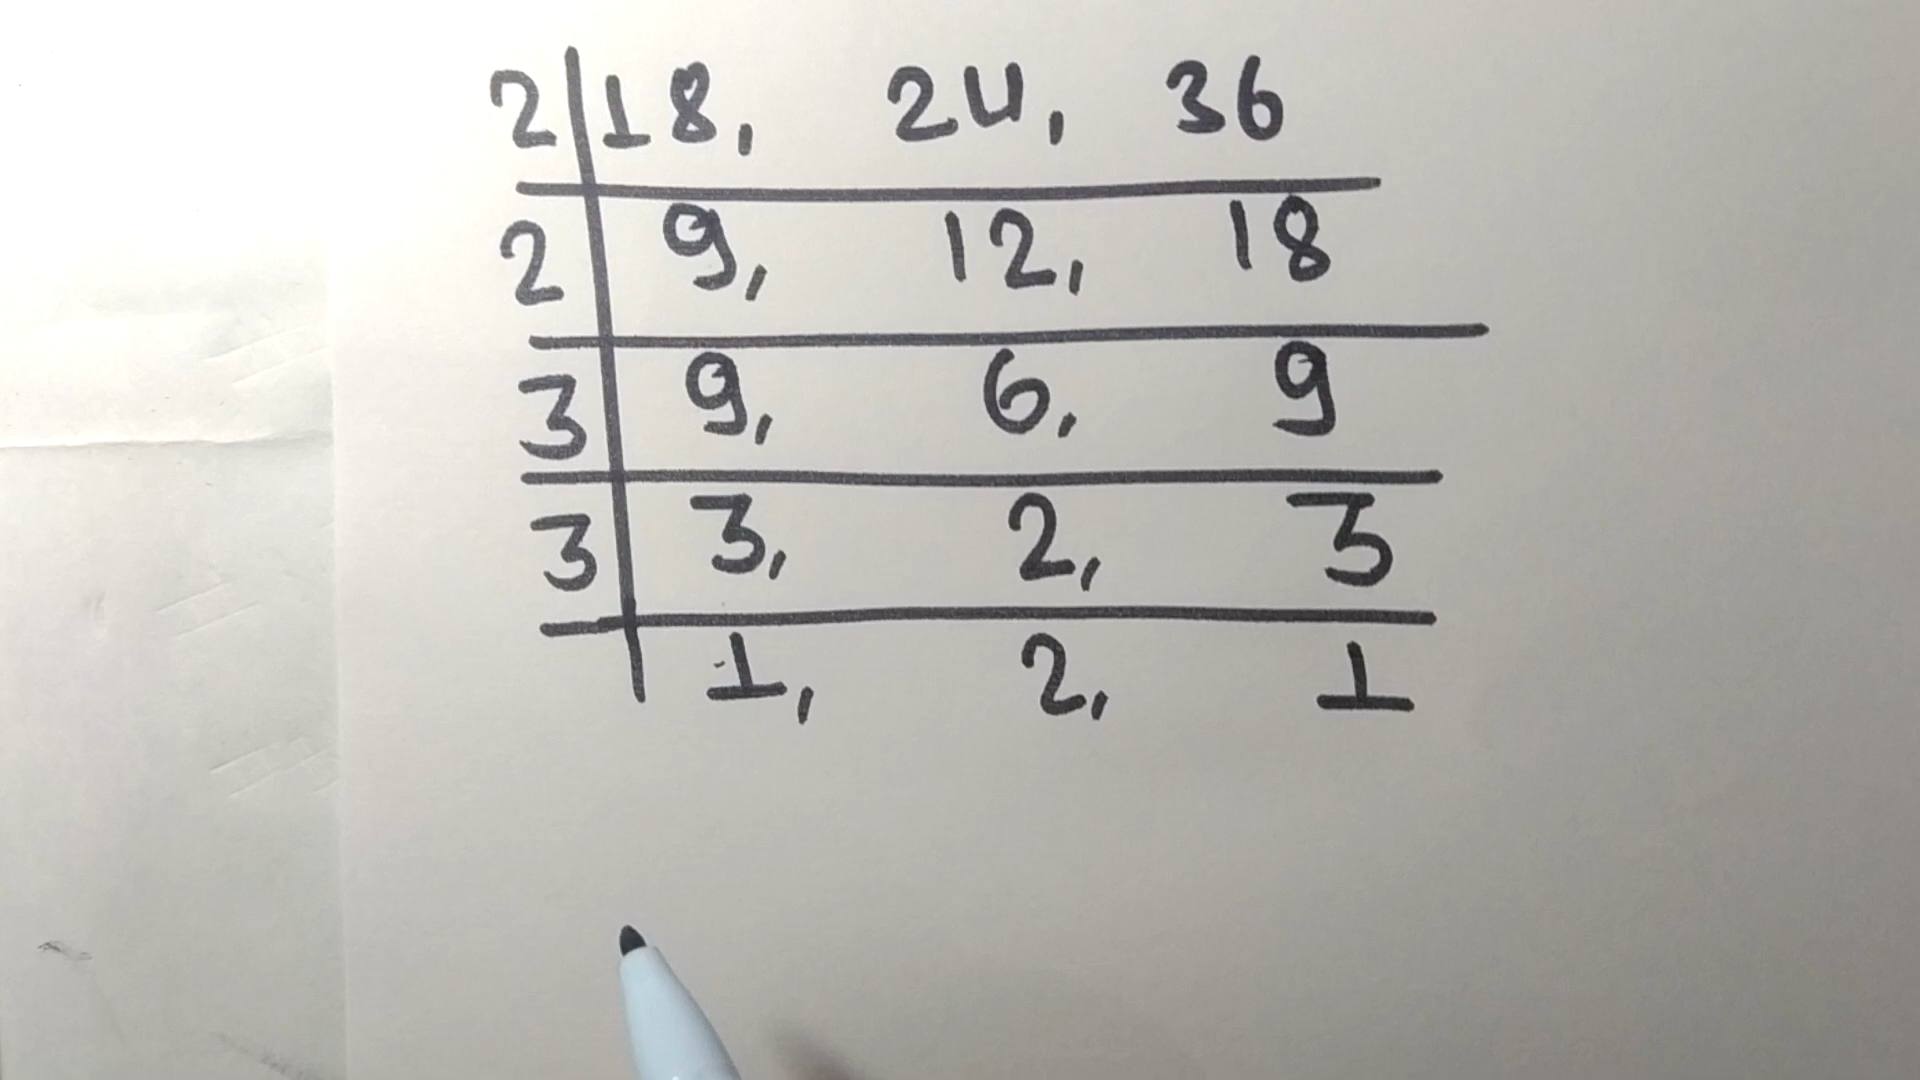 2 18, 24, 36
2 9, 12, 18
3 9, 6, 9
3 3, 2, 3
1, 2, 1